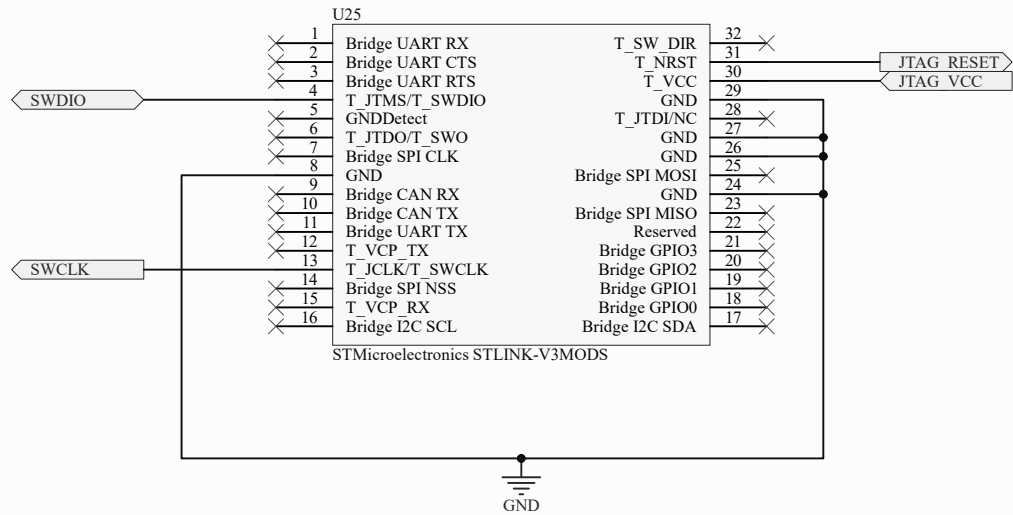 U25
1 Bridge UART RX T_SW_DIR 32
2 Bridge UART CTS T_NRST 31 JTAG_RESET
3 Bridge UART RTS T_VCC 30 JTAG_VCC
SWDIO 4 T_JTMS/T_SWDIO GND 29
5 GNDDetect T_JTDI/NC 28
6 T_JTDO/T_SWO GND 27
7 Bridge SPI CLK GND 26
8 GND Bridge SPI MOSI 25
9 Bridge CAN RX GND 24
10 Bridge CAN TX Bridge SPI MISO 23
11 Bridge UART TX Reserved 22
12 T_VCP_TX Bridge GPIO3 21
SWCLK 13 T_JCLK/T_SWCLK Bridge GPIO2 20
14 Bridge SPI NSS Bridge GPIO1 19
15 T_VCP_RX Bridge GPIO0 18
16 Bridge I2C SCL Bridge I2C SDA 17
STMicroelectronics STLINK-V3MODS
GND